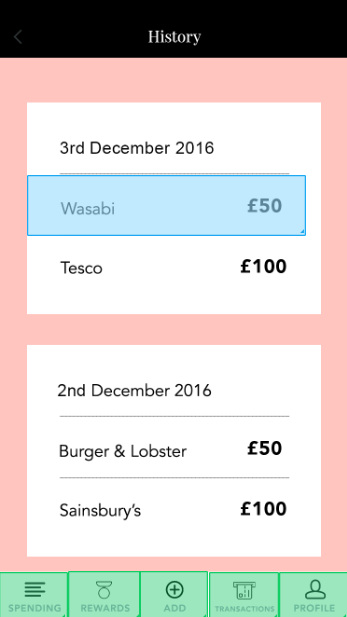 History
3rd December 2016
Wasabi £50
Tesco £100
2nd December 2016
Burger & Lobster £50
Sainsbury's £100
SPENDING REWARDS ADD TRANSACTIONS PROFILE